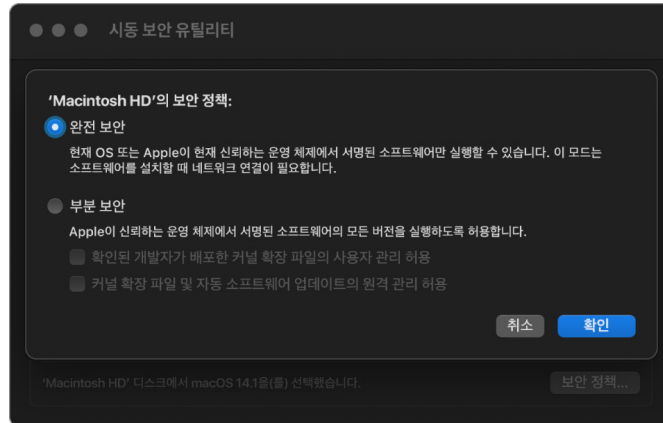 시동 보안 유틸리티
‘Macintosh HD’의 보안 정책:
완전 보안
현재 OS 또는 Apple이 현재 신뢰하는 운영 체제에서 서명된 소프트웨어만 실행할 수 있습니다. 이 모드는
소프트웨어를 설치할 때 네트워크 연결이 필요합니다.
부분 보안
Apple이 신뢰하는 운영 체제에서 서명된 소프트웨어의 모든 버전을 실행하도록 허용합니다.
확인된 개발자가 배포한 커널 확장 파일의 사용자 관리 허용
커널 확장 파일 및 자동 소프트웨어 업데이트의 원격 관리 허용
취소 확인
‘Macintosh HD’ 디스크에서 macOS 14.1을(를) 선택했습니다. 보안 정책...